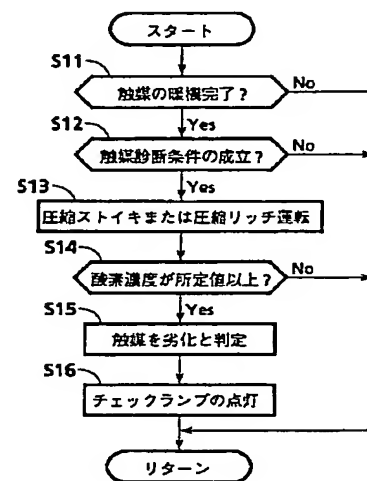 スタート
S11
触媒の暖機完了？
No
Yes
S12
触媒診断条件の成立？
No
Yes
S13
圧縮ストイキまたは圧縮リッチ運転
S14
酸素濃度が所定値以上？
No
Yes
S15
触媒を劣化と判定
S16
チェックランプの点灯
リターン